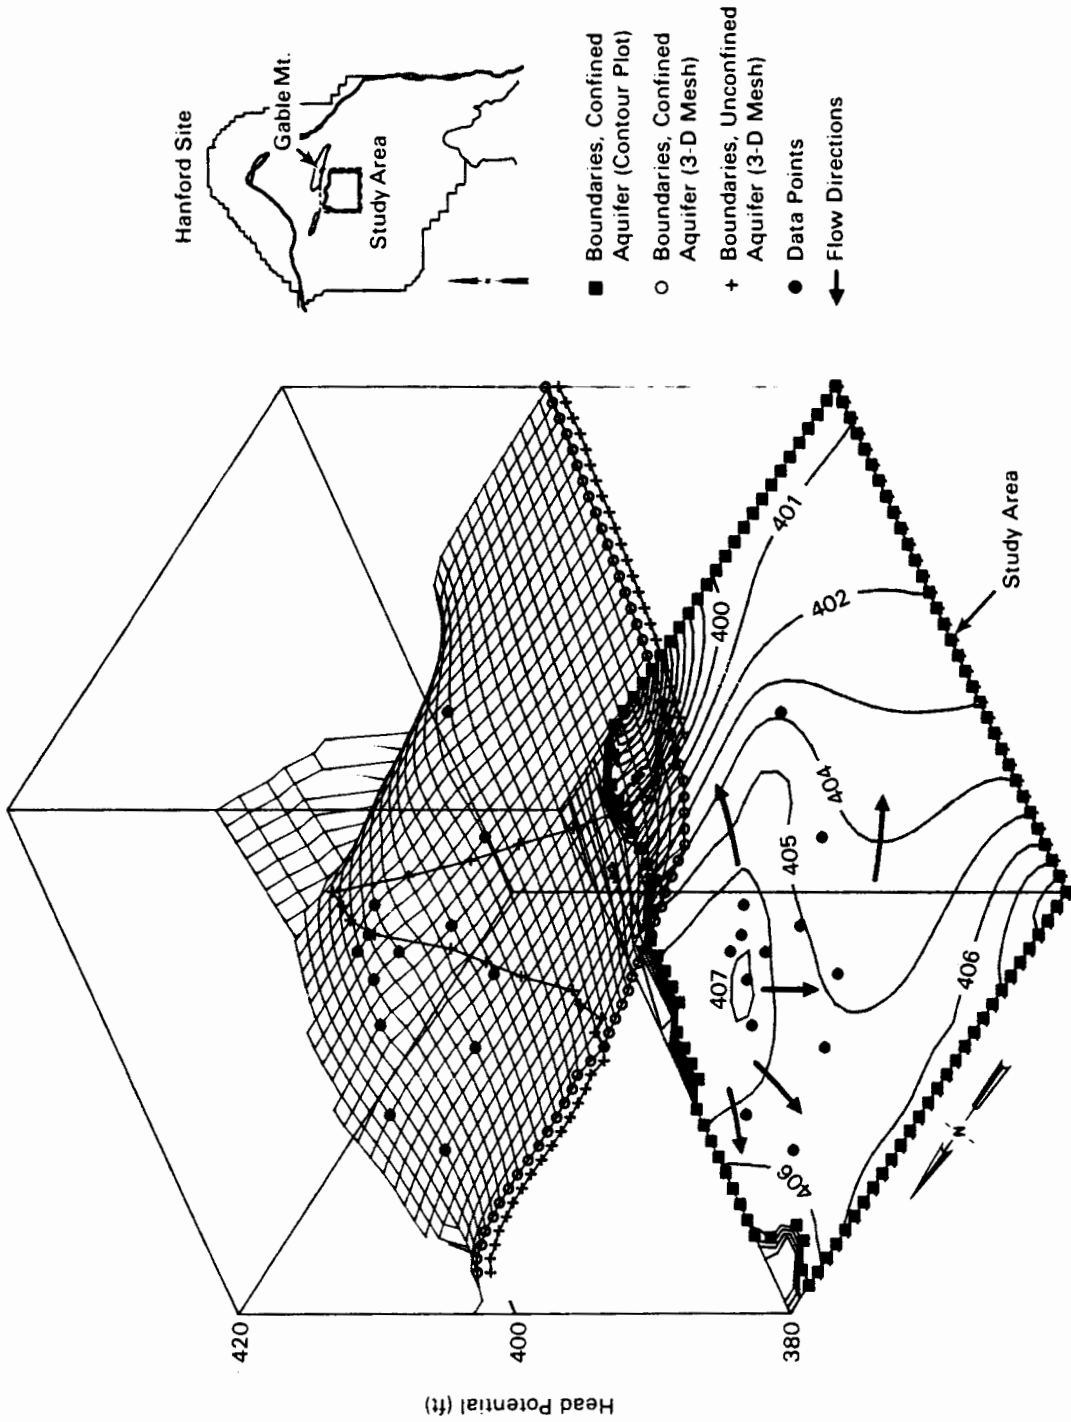 Hanford Site
Gable Mt.
Study Area
■ Boundaries, Confined
Aquifer (Contour Plot)
○ Boundaries, Confined
Aquifer (3-D Mesh)
+ Boundaries, Unconfined
Aquifer (3-D Mesh)
● Data Points
← Flow Directions
Head Potential (ft)
420
400
380
400
401
402
404
405
407
406
406
Study Area
N